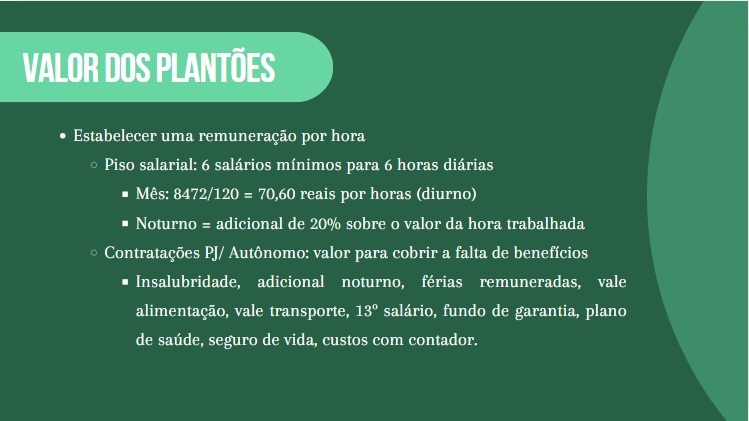 VALOR DOS PLANTÕES
• Estabelecer uma remuneração por hora
○ Piso salarial: 6 salários mínimos para 6 horas diárias
▪ Mês: 8472/120 = 70,60 reais por horas (diurno)
▪ Noturno = adicional de 20% sobre o valor da hora trabalhada
○ Contratações PJ/ Autônomo: valor para cobrir a falta de benefícios
▪ Insalubridade, adicional noturno, férias remuneradas, vale
alimentação, vale transporte, 13º salário, fundo de garantia, plano
de saúde, seguro de vida, custos com contador.